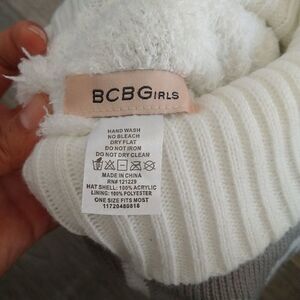 BCBGIRLS
HAND WASH
NO BLEACH
DRY FLAT
DO NOT IRON
DO NOT DRY CLEAN
MADE IN CHINA
RN# 121229
HAT SHELL: 100% ACRYLIC
LINING: 100% POLYESTER
ONE SIZE FITS MOST
11720480818